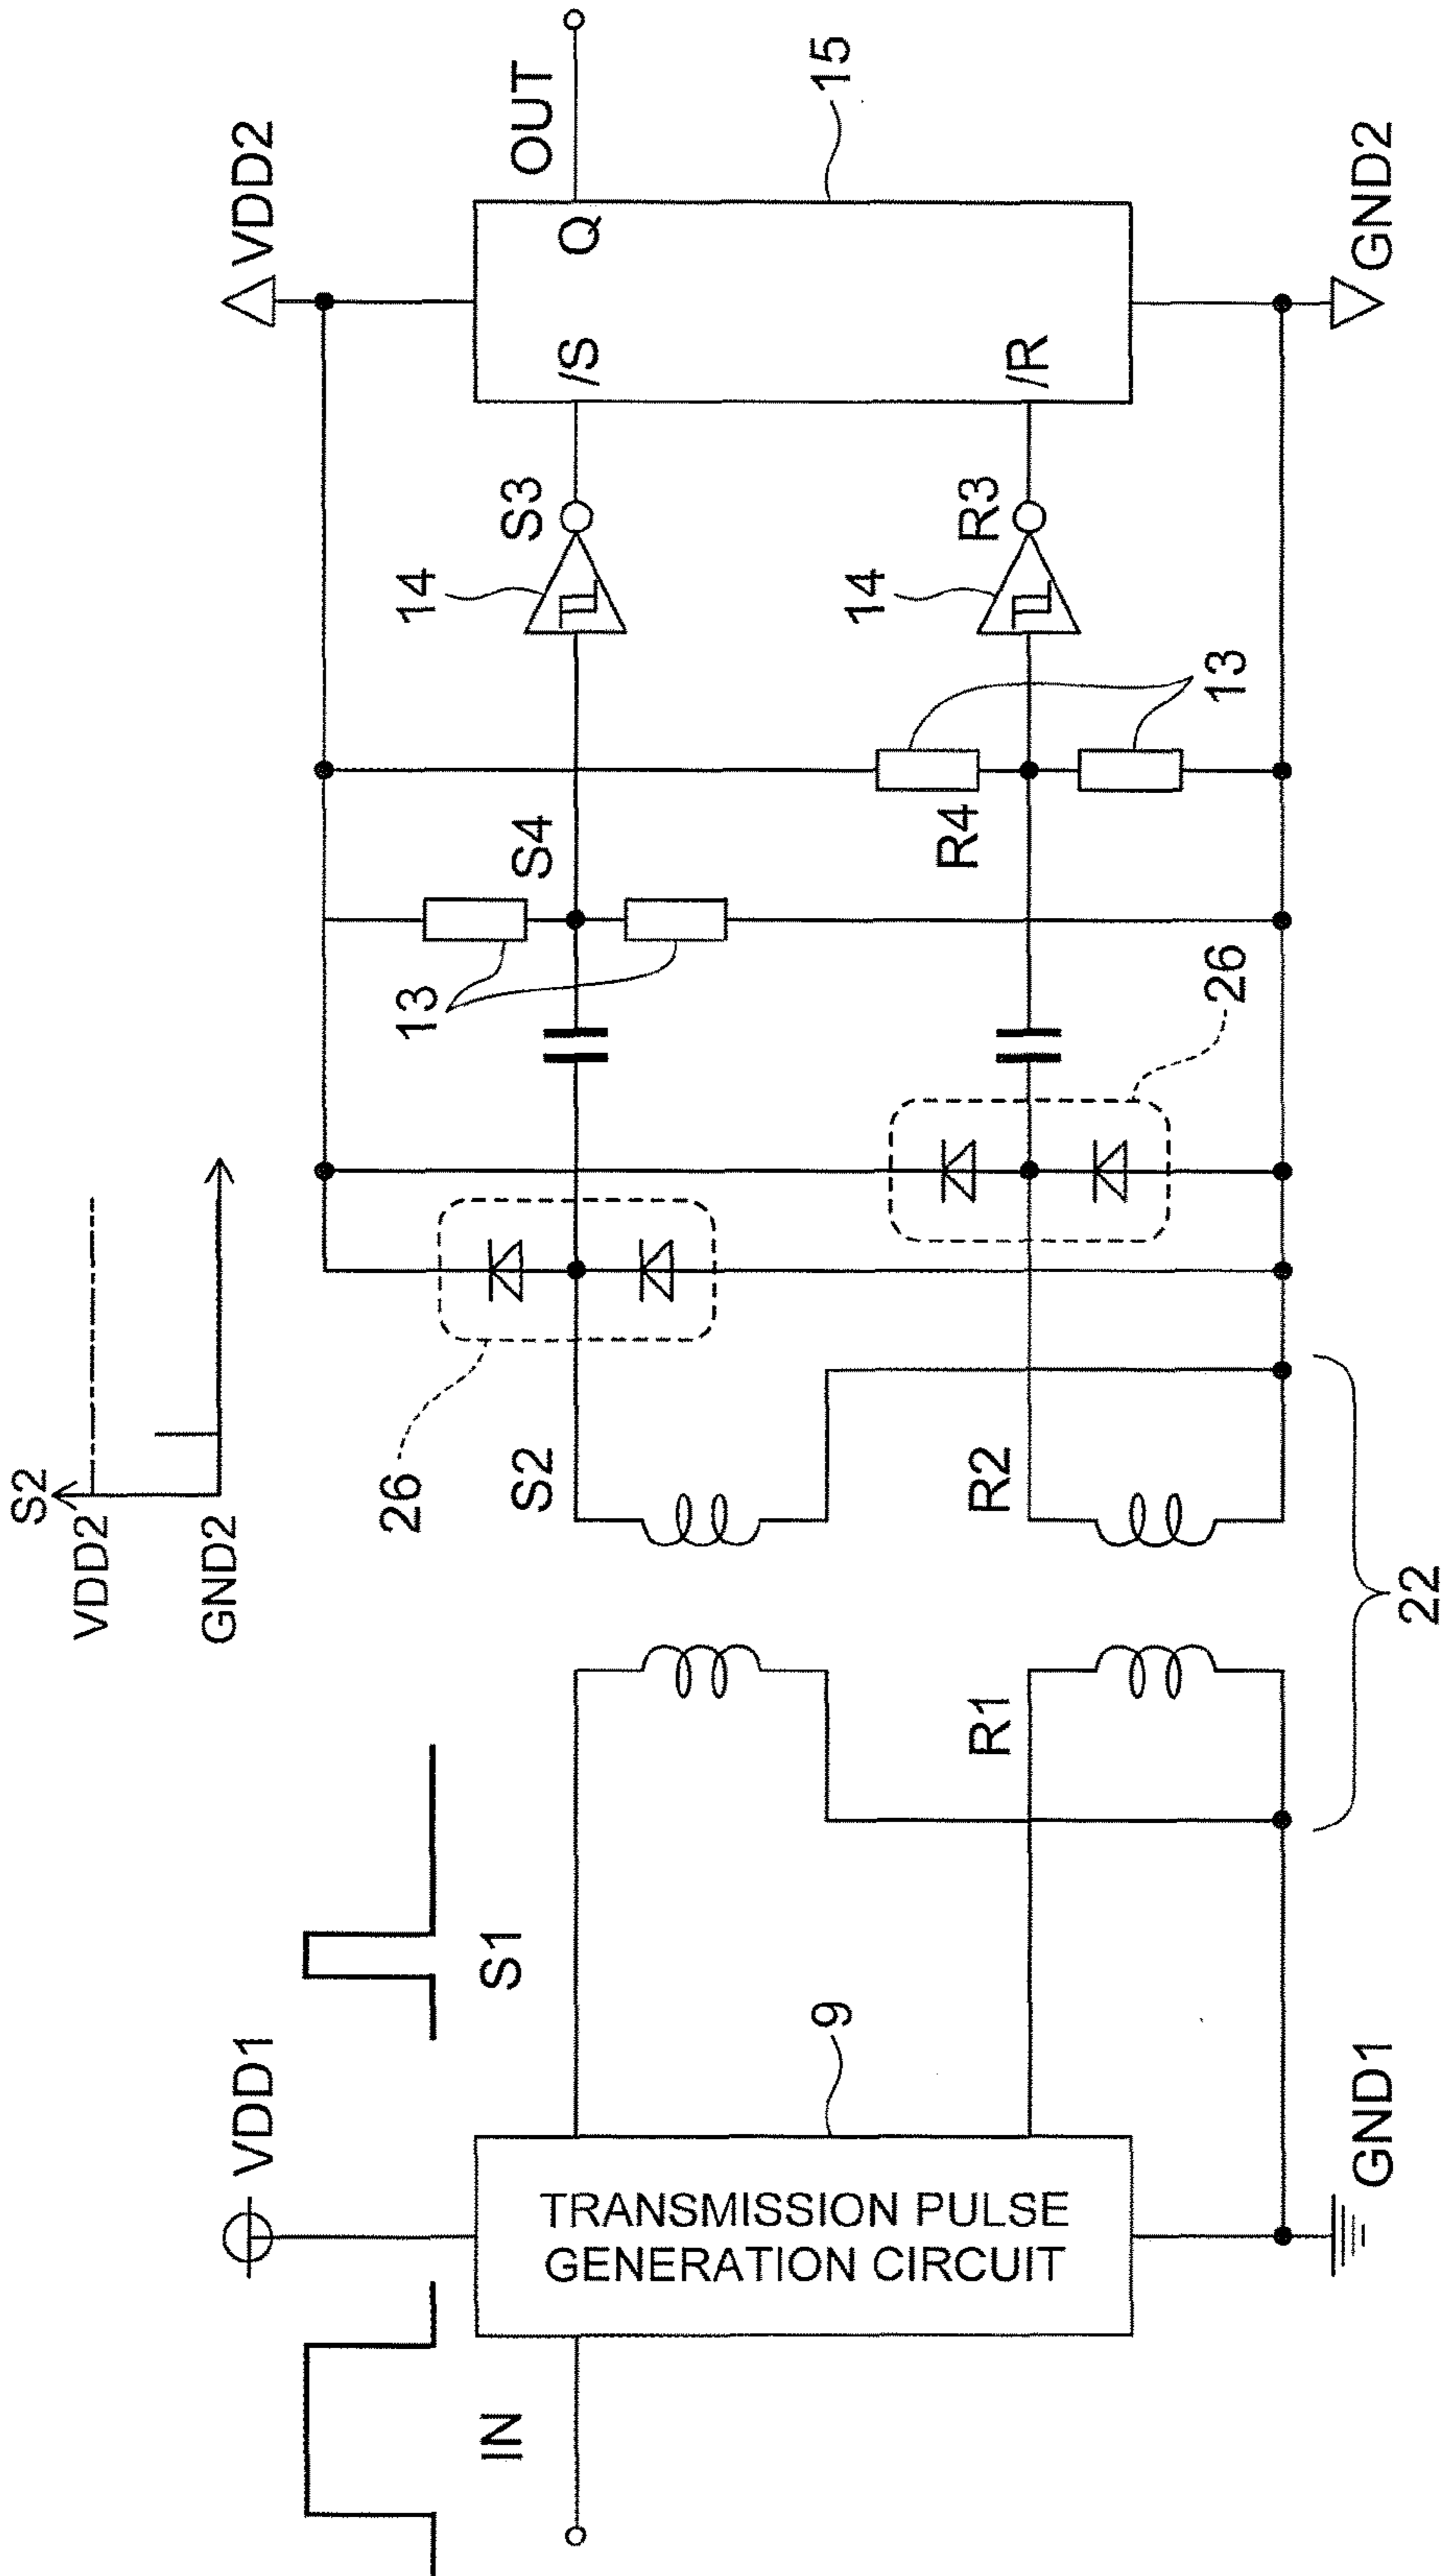 S2
VDD2
GND2
VDD1
VDD2
IN
S1
26
S2
13
S4
14
S3
/S
Q
OUT
TRANSMISSION PULSE
GENERATION CIRCUIT
9
15
R1
R2
R4
14
R3
/R
26
13
GND1
22
GND2